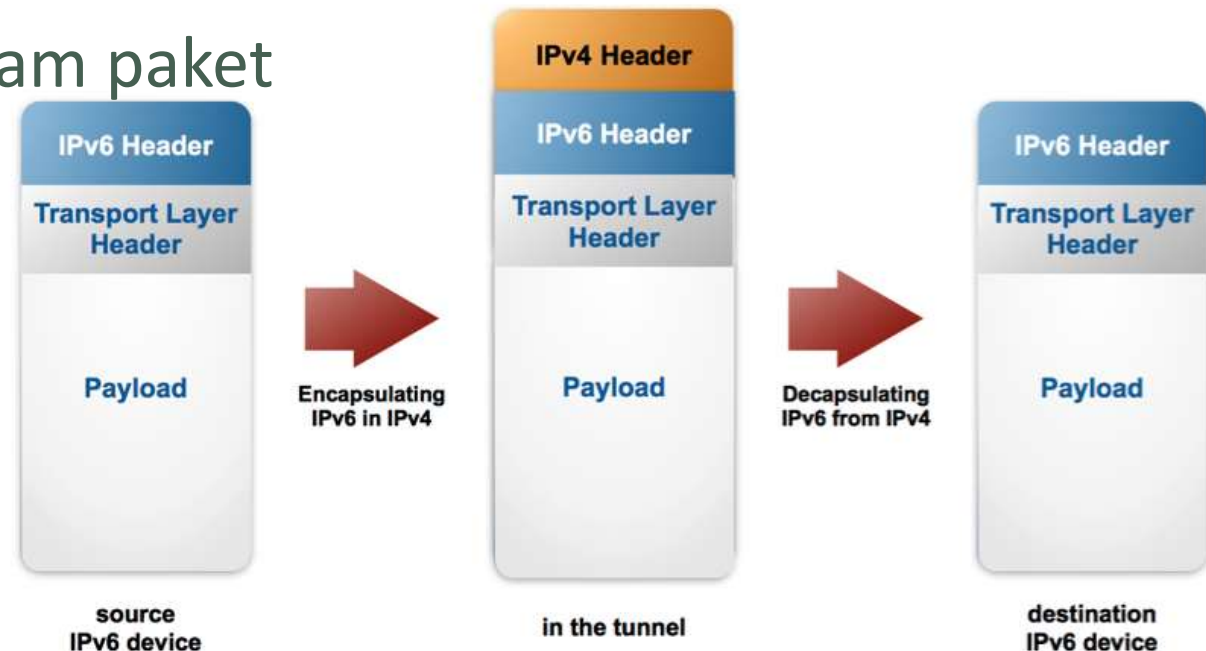 am paket
IPv6 Header
Transport Layer
Header
Payload
source
IPv6 device
Encapsulating
IPv6 in IPv4
IPv4 Header
IPv6 Header
Transport Layer
Header
Payload
in the tunnel
Decapsulating
IPv6 from IPv4
IPv6 Header
Transport Layer
Header
Payload
destination
IPv6 device